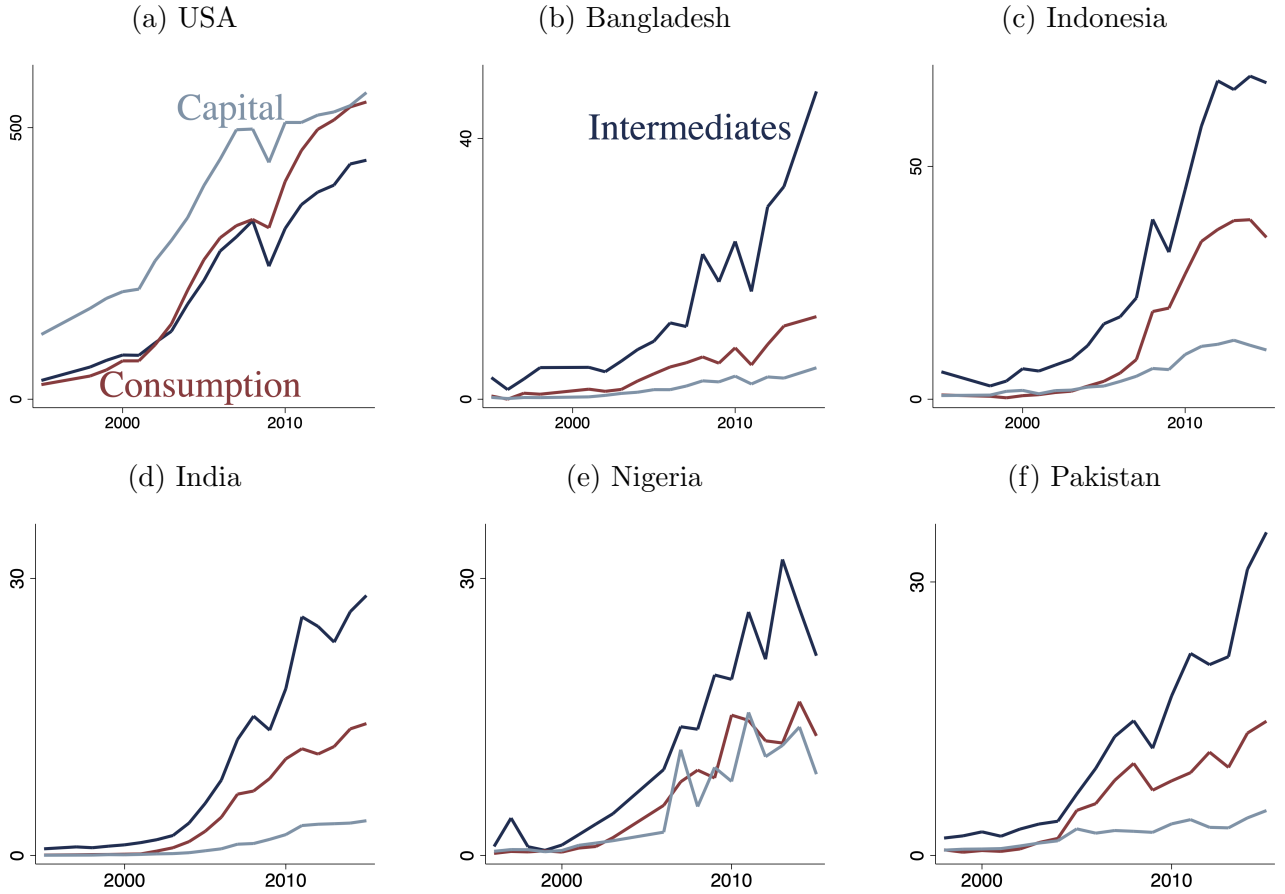 (a) USA
Capital
Consumption
500
0
2000
2010
(b) Bangladesh
Intermediates
40
0
2000
2010
(c) Indonesia
50
0
2000
2010
(d) India
30
0
2000
2010
(e) Nigeria
30
0
2000
2010
(f) Pakistan
30
0
2000
2010